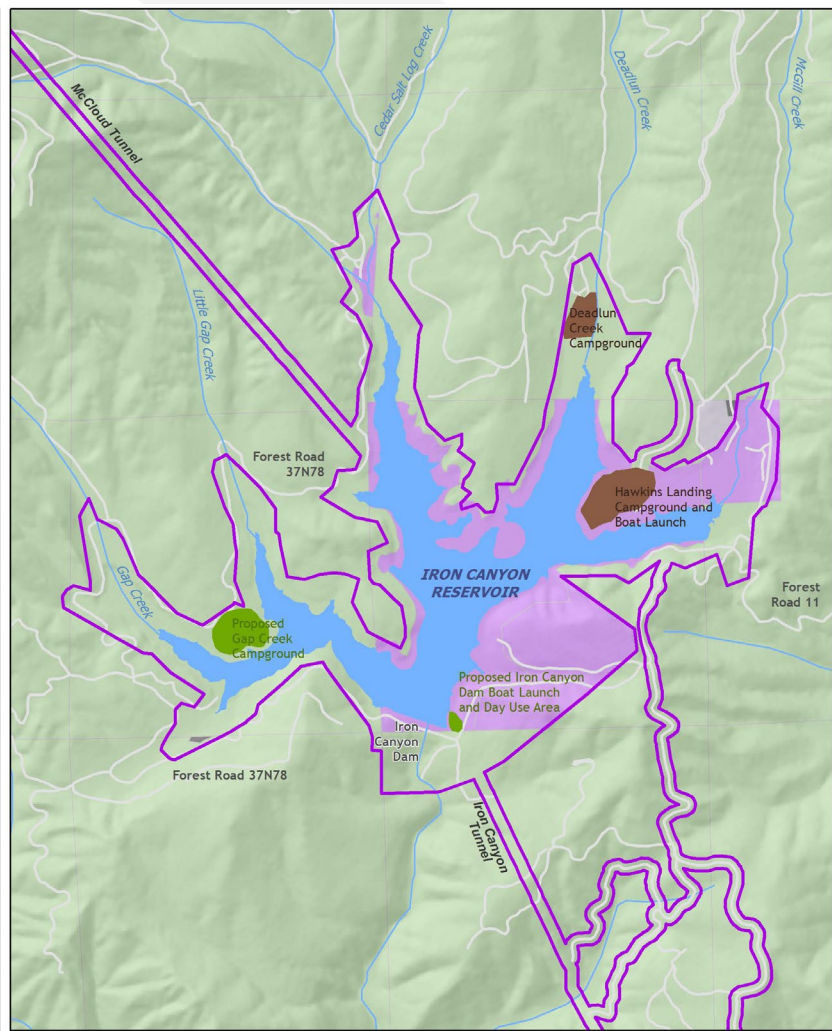 Cedar Salt Log Creek
Deadlun Creek
McGill Creek
McCloud Tunnel
Little Gap Creek
Deadlun
Creek
Campground
Forest Road
37N78
Hawkins Landing
Campground and
Boat Launch
IRON CANYON
RESERVOIR
Gap Creek
Forest
Road 11
Proposed
Gap Creek
Campground
Proposed Iron Canyon
Dam Boat Launch
and Day Use Area
Iron
Canyon
Dam
Forest Road 37N78
Iron Canyon
Tunnel